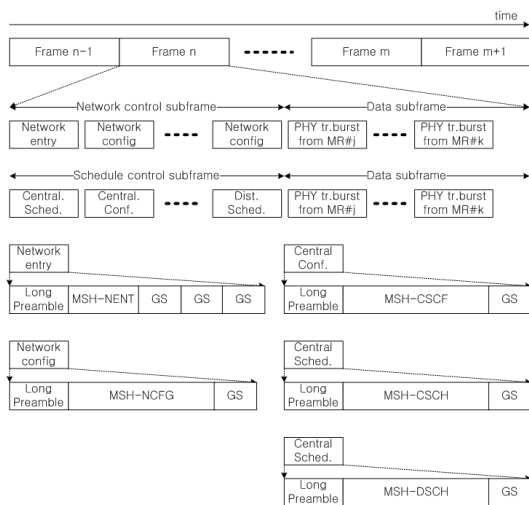 time
Frame n-1 Frame n Frame m Frame m+1
Network control subframe Data subframe
Network entry Network config Network config PHY tr.burst from MR#j PHY tr.burst from MR#k
Schedule control subframe Data subframe
Central. Sched. Central. Conf. Dist. Sched. PHY tr.burst from MR#j PHY tr.burst from MR#k
Network
entry
Long
Preamble
MSH-NENT GS GS GS
Central
Conf.
Long
Preamble
MSH-CSCF GS
Network
config
Long
Preamble
MSH-NCFG GS
Central
Sched.
Long
Preamble
MSH-CSCH GS
Central
Sched.
Long
Preamble
MSH-DSCH GS